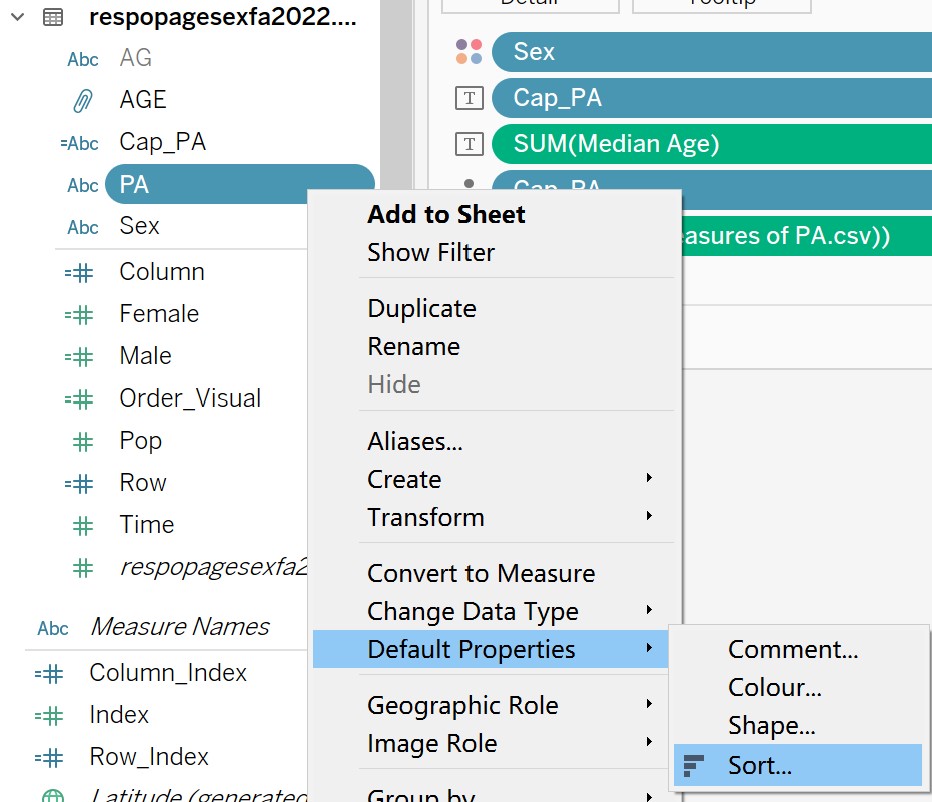 Detail
Tooltip
respopagesexfa2022....
Abc AG
AGE
=Abc Cap_PA
Abc PA
Abc Sex
=# Column
=# Female
=# Male
=# Order_Visual
# Pop
=# Row
# Time
# respopagesexfa2
Abc Measure Names
=# Column_Index
=# Index
=# Row_Index
Latitude (generated
Sex
T Cap_PA
T SUM(Median Age)
Cap_PA
easures of PA.csv))
Add to Sheet
Show Filter
Duplicate
Rename
Hide
Aliases...
Create
Transform
Convert to Measure
Change Data Type
Default Properties
Geographic Role
Image Role
Group by
Comment...
Colour...
Shape...
Sort...